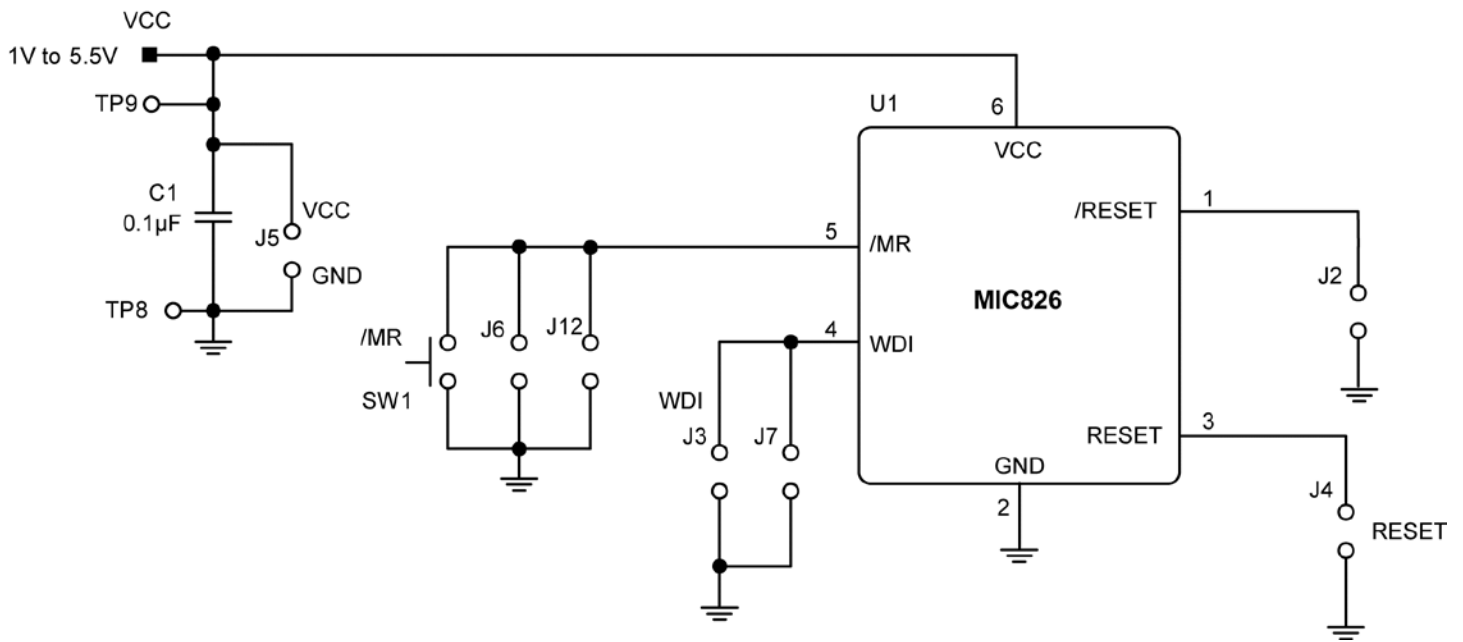 VCC
1V to 5.5V
TP9
C1
0.1µF
VCC
J5
GND
TP8
U1
6
VCC
/RESET
1
5
/MR
MIC826
J2
/MR
J6
J12
SW1
4
WDI
WDI
J3
J7
RESET
3
GND
2
J4
RESET